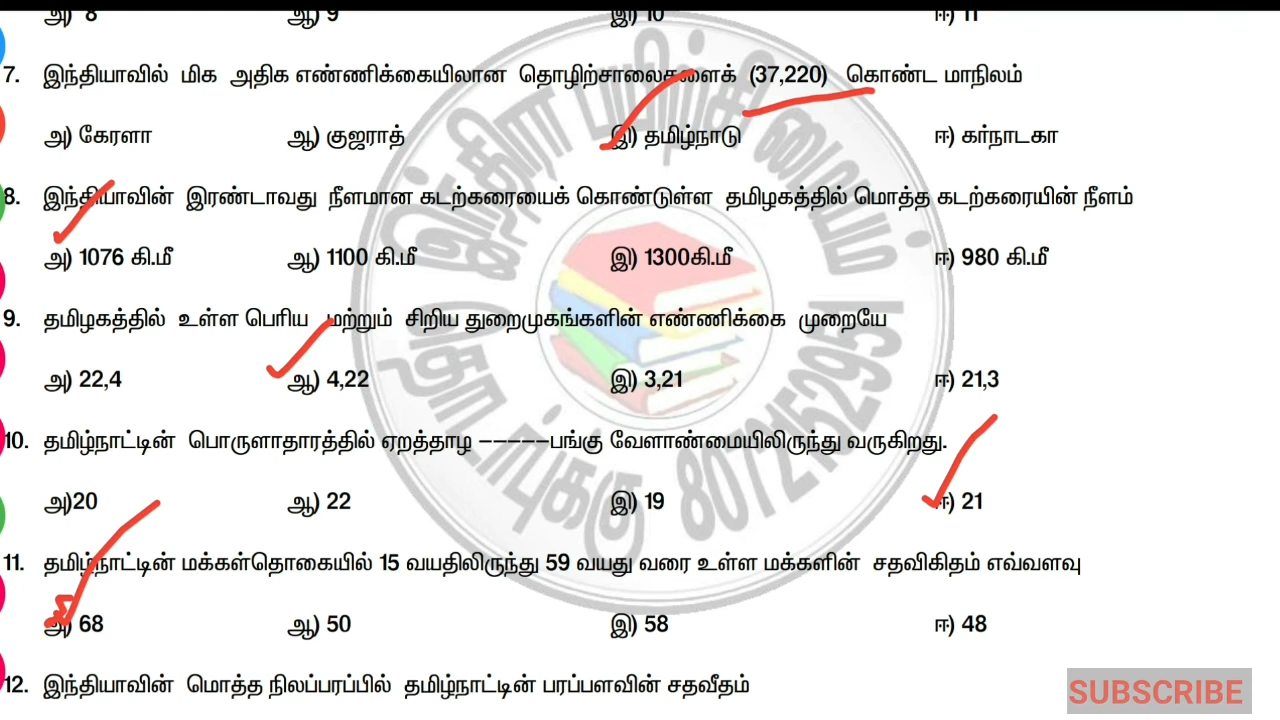 அ) 8 ஆ) 9 இ) 10 ஈ) 11
7. இந்தியாவில் மிக அதிக எண்ணிக்கையிலான தொழிற்சாலைகளைக் (37,220) கொண்ட மாநிலம்
அ) கேரளா ஆ) குஜராத் இ) தமிழ்நாடு ஈ) கர்நாடகா
8. இந்தியாவின் இரண்டாவது நீளமான கடற்கரையைக் கொண்டுள்ள தமிழகத்தில் மொத்த கடற்கரையின் நீளம்
அ) 1076 கி.மீ ஆ) 1100 கி.மீ இ) 1300கி.மீ ஈ) 980 கி.மீ
9. தமிழகத்தில் உள்ள பெரிய மற்றும் சிறிய துறைமுகங்களின் எண்ணிக்கை முறையே
அ) 22,4 ஆ) 4,22 இ) 3,21 ஈ) 21,3
10. தமிழ்நாட்டின் பொருளாதாரத்தில் ஏறத்தாழ -----பங்கு வேளாண்மையிலிருந்து வருகிறது.
அ)20 ஆ) 22 இ) 19 ஈ) 21
11. தமிழ்நாட்டின் மக்கள்தொகையில் 15 வயதிலிருந்து 59 வயது வரை உள்ள மக்களின் சதவிகிதம் எவ்வளவு
அ) 68 ஆ) 50 இ) 58 ஈ) 48
12. இந்தியாவின் மொத்த நிலப்பரப்பில் தமிழ்நாட்டின் பரப்பளவின் சதவீதம்
பயிற்சி மையம்
தொடர்புக்கு 8072152951
SUBSCRIBE